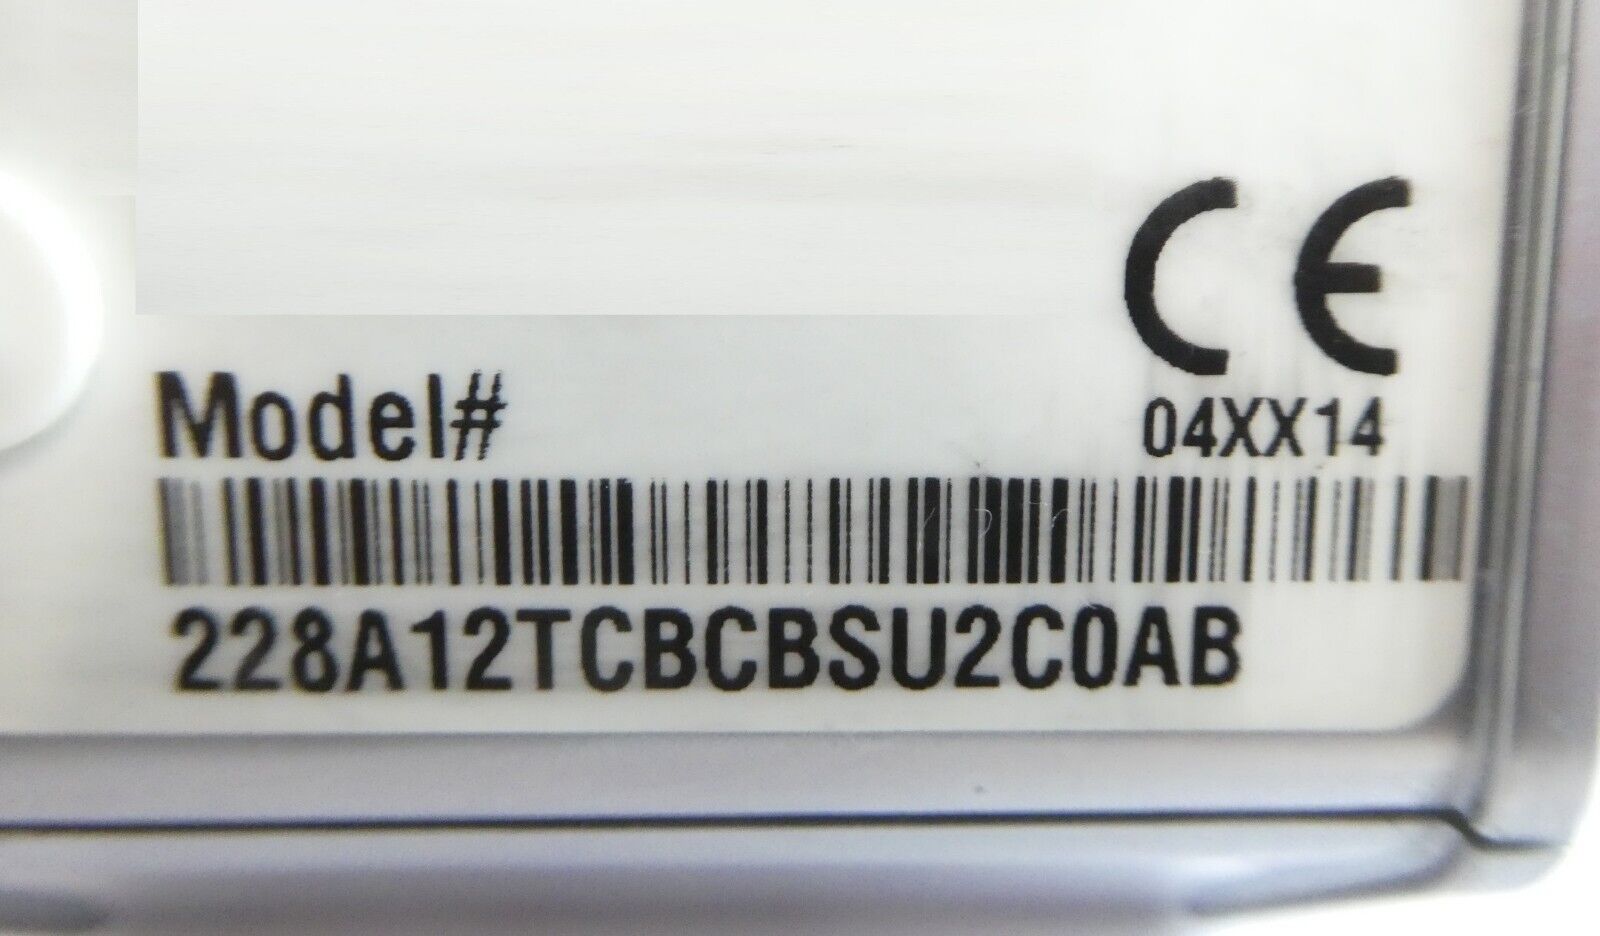 CE
Model#
04XX14
228A12TCBCBSU2C0AB